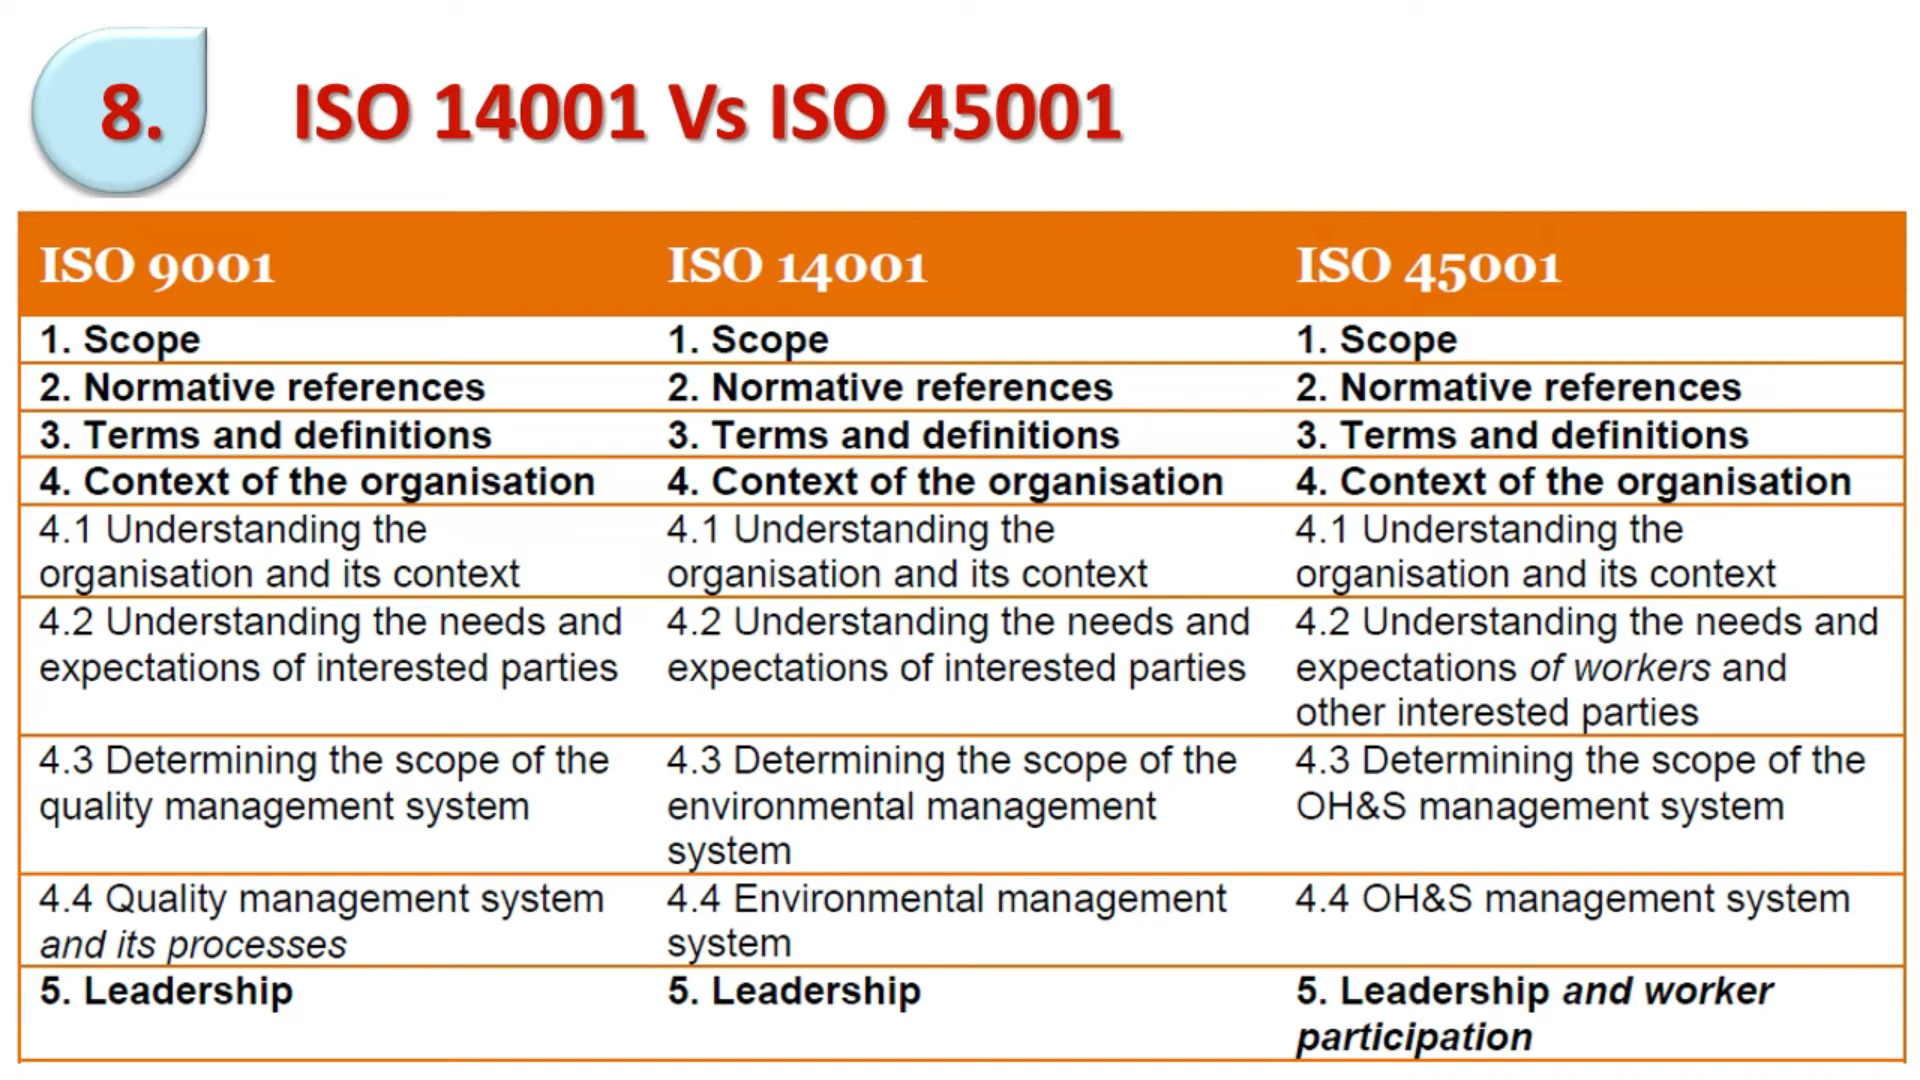 8.
ISO 14001 Vs ISO 45001
ISO 9001
ISO 14001
ISO 45001
1. Scope
1. Scope
1. Scope
2. Normative references
2. Normative references
2. Normative references
3. Terms and definitions
3. Terms and definitions
3. Terms and definitions
4. Context of the organisation
4. Context of the organisation
4. Context of the organisation
4.1 Understanding the
organisation and its context
4.1 Understanding the
organisation and its context
4.1 Understanding the
organisation and its context
4.2 Understanding the needs and
expectations of interested parties
4.2 Understanding the needs and
expectations of interested parties
4.2 Understanding the needs and
expectations of workers and
other interested parties
4.3 Determining the scope of the
quality management system
4.3 Determining the scope of the
environmental management
system
4.3 Determining the scope of the
OH&S management system
4.4 Quality management system
and its processes
4.4 Environmental management
system
4.4 OH&S management system
5. Leadership
5. Leadership
5. Leadership and worker
participation